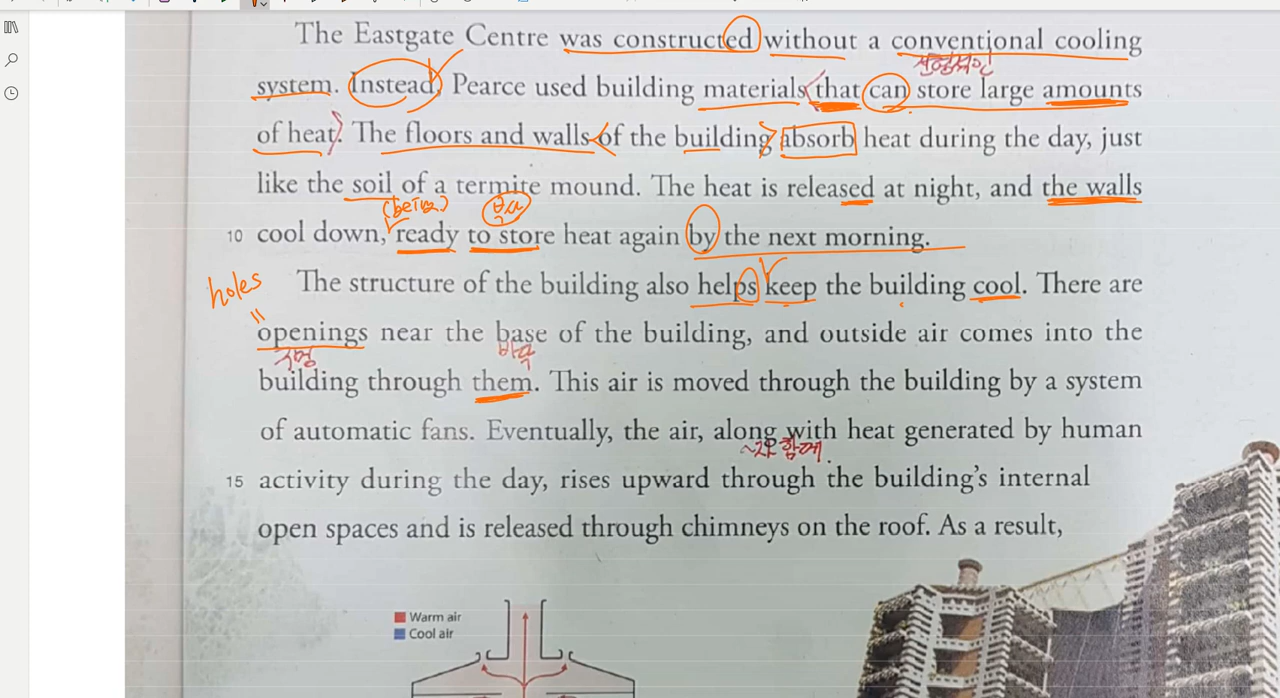 The Eastgate Centre was constructed without a conventional cooling
system. Instead, Pearce used building materials that can store large amounts
of heat. The floors and walls of the building absorb heat during the day, just
like the soil of a termite mound. The heat is released at night, and the walls
(being)
부사
10 cool down, ready to store heat again by the next morning.
holes
The structure of the building also helps keep the building cool. There are
openings near the base of the building, and outside air comes into the
구멍
building through them. This air is moved through the building by a system
of automatic fans. Eventually, the air, along with heat generated by human
~과 함께
15 activity during the day, rises upward through the building's internal
open spaces and is released through chimneys on the roof. As a result,
Warm air
Cool air